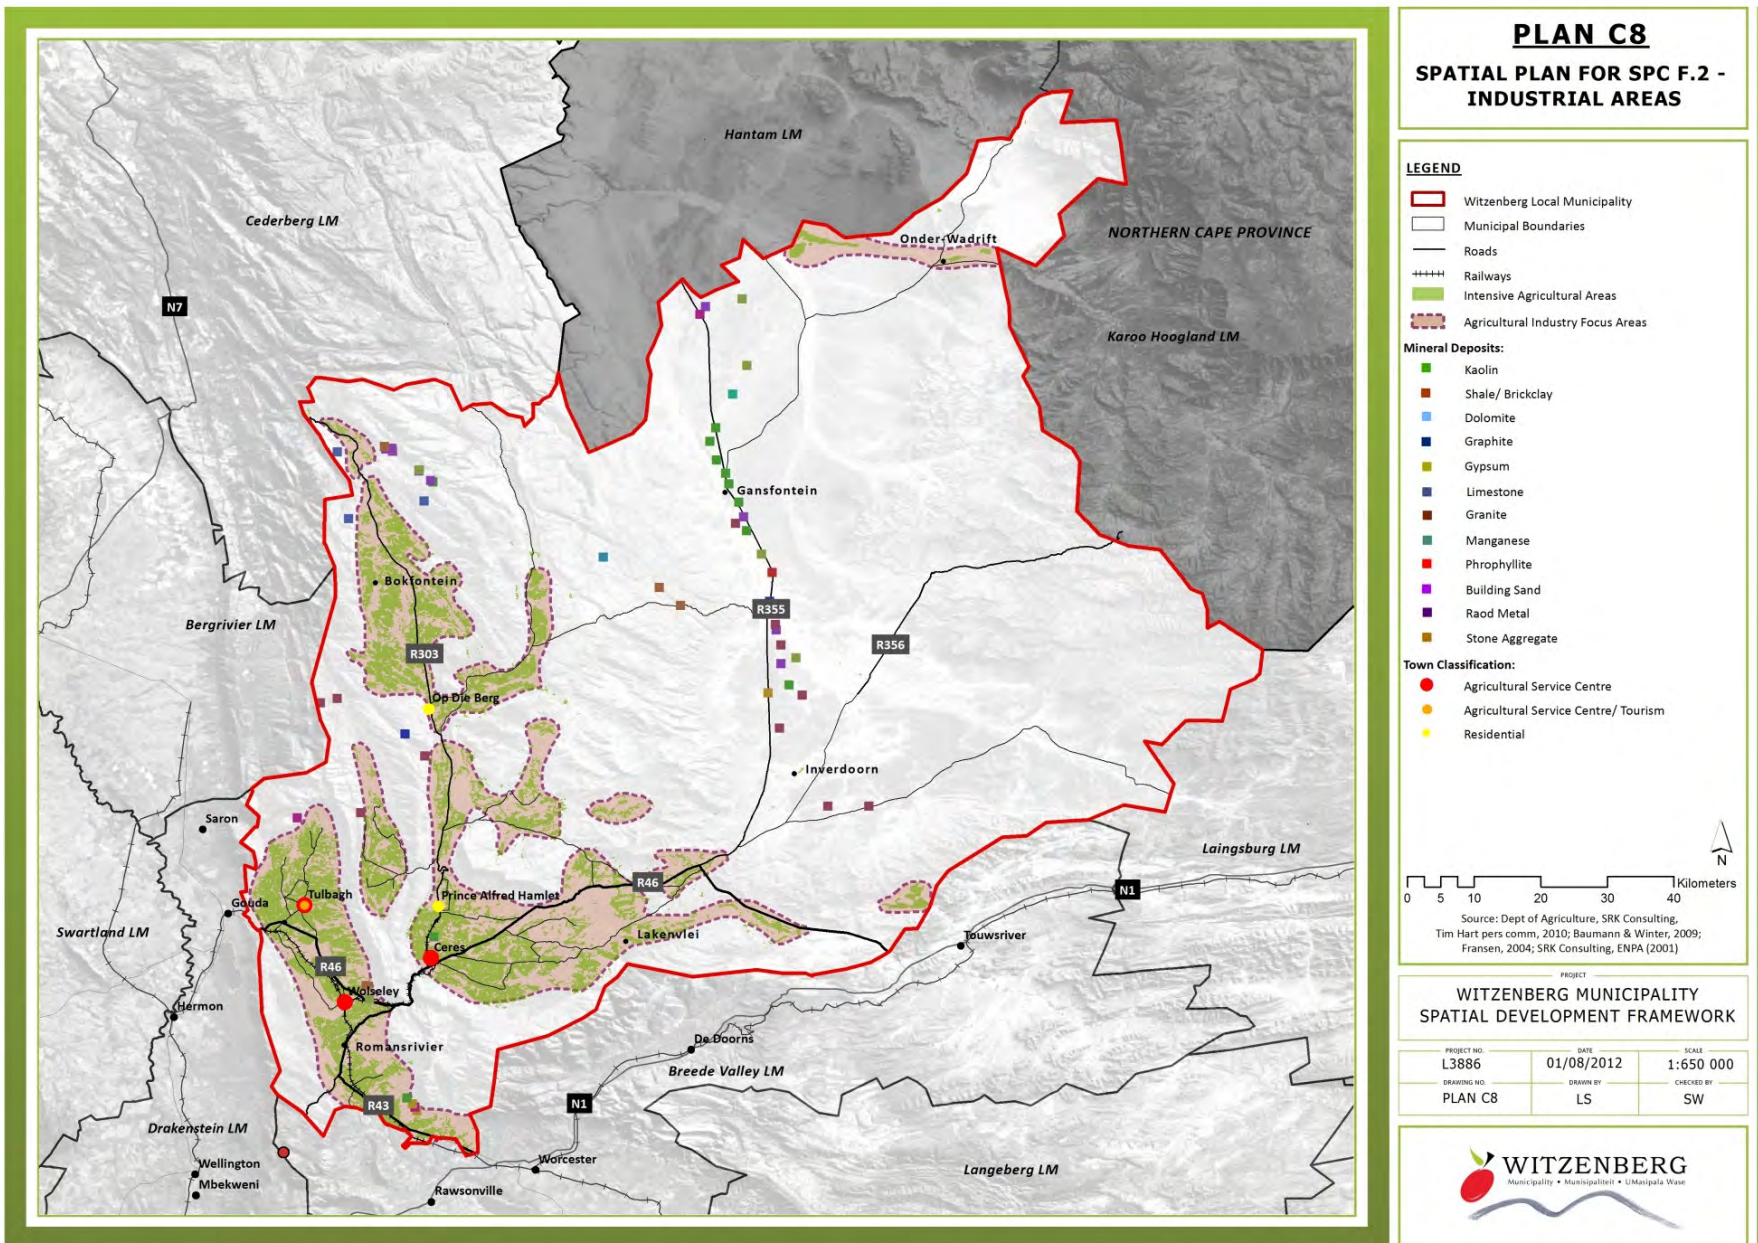 PLAN C8
SPATIAL PLAN FOR SPC F.2 -
INDUSTRIAL AREAS
LEGEND
Witzenberg Local Municipality
Municipal Boundaries
Roads
Railways
Intensive Agricultural Areas
Agricultural Industry Focus Areas
Mineral Deposits:
Kaolin
Shale/ Brickclay
Dolomite
Graphite
Gypsum
Limestone
Granite
Manganese
Phrophyllite
Building Sand
Raod Metal
Stone Aggregate
Town Classification:
Agricultural Service Centre
Agricultural Service Centre/ Tourism
Residential
N
Kilometers
0 5 10 20 30 40
Source: Dept of Agriculture, SRK Consulting,
Tim Hart pers comm, 2010; Baumann & Winter, 2009;
Fransen, 2004; SRK Consulting, ENPA (2001)
PROJECT
WITZENBERG MUNICIPALITY
SPATIAL DEVELOPMENT FRAMEWORK
PROJECT NO.
L3886
DATE
01/08/2012
SCALE
1:650 000
DRAWING NO.
PLAN C8
DRAWN BY
LS
CHECKED BY
SW
WITZENBERG
Municipality • Munisipaliteit • UMasipala Wase
Hantam LM
Cederberg LM
Onder-Wadrift
NORTHERN CAPE PROVINCE
N7
Karoo Hoogland LM
Gansfontein
Bokfontein
R355
Bergrivier LM
R356
R303
Op Die Berg
Inverdoorn
Saron
Laingsburg LM
R46
N1
Tulbagh
Prince Alfred Hamlet
Gouda
Swartland LM
Lakenvlei
Touwsriver
Ceres
R46
Wolseley
Hermon
De Doorns
Romansrivier
Breede Valley LM
R43
N1
Drakenstein LM
Worcester
Langeberg LM
Wellington
Mbekweni
Rawsonville